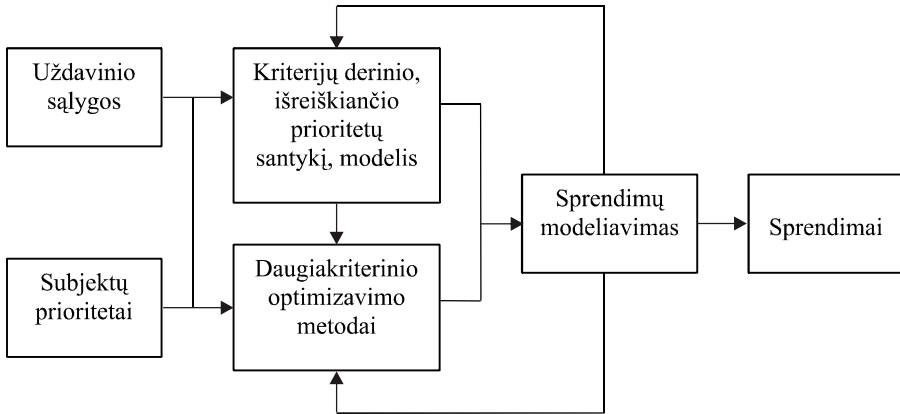 Uždavinio
sąlygos
Kriterijų derinio,
išreiškiančio
prioritetų
santykį, modelis
Subjektų
prioritetai
Daugiakriterinio
optimizavimo
metodai
Sprendimų
modeliavimas
Sprendimai